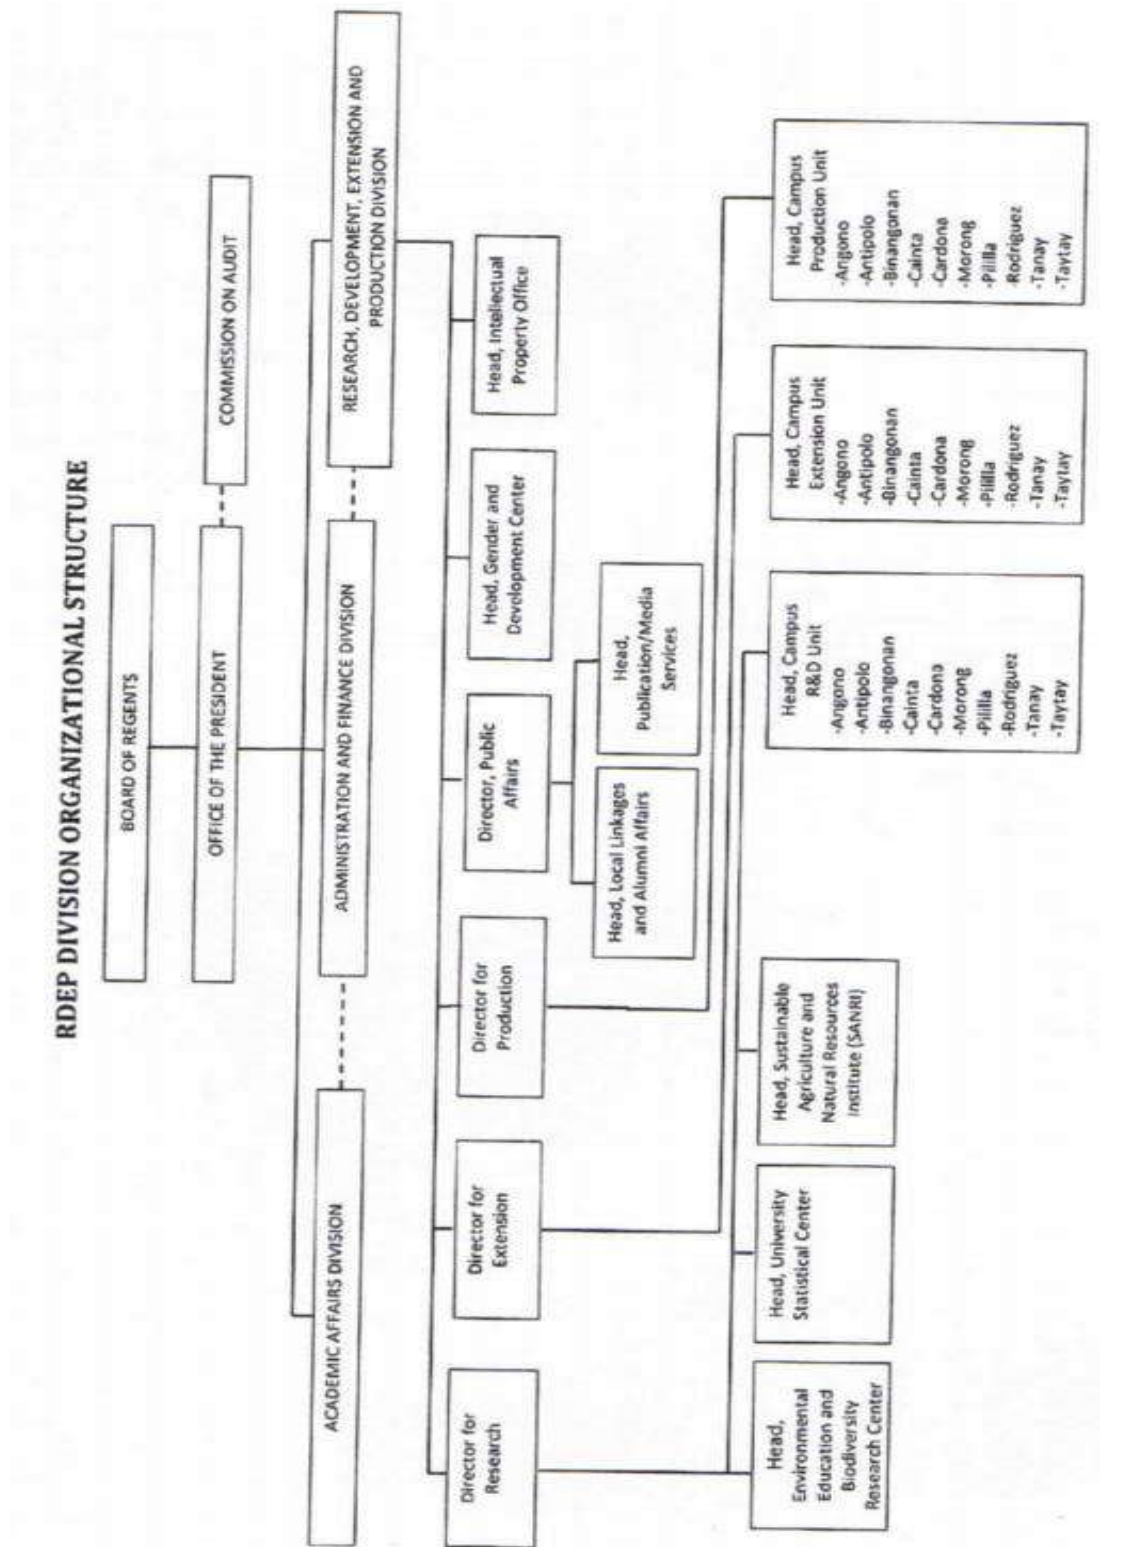 RDEP DIVISION ORGANIZATIONAL STRUCTURE
BOARD OF REGENTS
OFFICE OF THE PRESIDENT
COMMISSION ON AUDIT
ACADEMIC AFFAIRS DIVISION
ADMINISTRATION AND FINANCE DIVISION
RESEARCH, DEVELOPMENT, EXTENSION AND
PRODUCTION DIVISION
Director for
Research
Director for
Extension
Director for
Production
Director, Public
Affairs
Head, Gender and
Development Center
Head, Intellectual
Property Office
Head, Local Linkages
and Alumni Affairs
Head,
Publication/Media
Services
Head,
Environmental
Education and
Biodiversity
Research Center
Head, University
Statistical Center
Head, Sustainable
Agriculture and
Natural Resources
Institute (SANRI)
Head, Campus
R&D Unit
-Angono
-Antipolo
-Binangonan
-Cainta
-Cardona
-Morong
-Pililla
-Rodriguez
-Tanay
-Taytay
Head, Campus
Extension Unit
-Angono
-Antipolo
-Binangonan
-Cainta
-Cardona
-Morong
-Pililla
-Rodriguez
-Tanay
-Taytay
Head, Campus
Production Unit
-Angono
-Antipolo
-Binangonan
-Cainta
-Cardona
-Morong
-Pililla
-Rodriguez
-Tanay
-Taytay